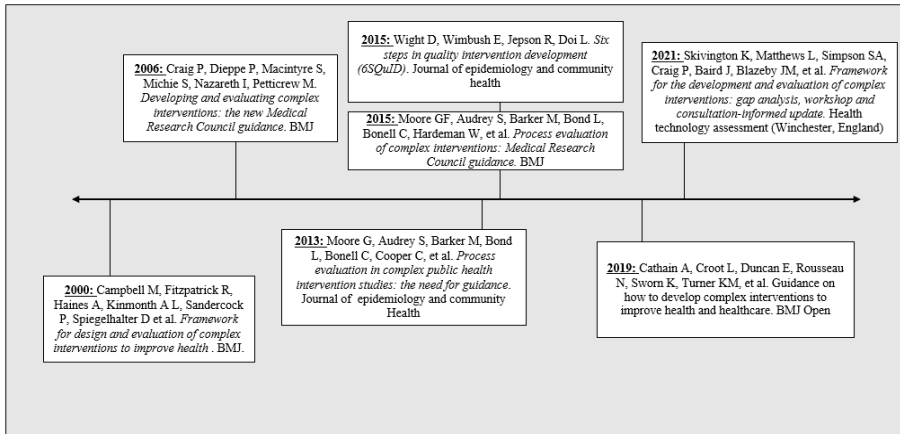 2006: Craig P, Dieppe P, Macintyre S,
Michie S, Nazareth I, Petticrew M.
Developing and evaluating complex
interventions: the new Medical
Research Council guidance. BMJ
2015: Wight D, Wimbush E, Jepson R, Doi L. Six
steps in quality intervention development
(6SQuID). Journal of epidemiology and community
health
2015: Moore GF, Audrey S, Barker M, Bond L,
Bonell C, Hardeman W, et al. Process evaluation
of complex interventions: Medical Research
Council guidance. BMJ
2021: Skivington K, Matthews L, Simpson SA,
Craig P, Baird J, Blazeby JM, et al. Framework
for the development and evaluation of complex
interventions: gap analysis, workshop and
consultation-informed update. Health
technology assessment (Winchester, England)
2000: Campbell M, Fitzpatrick R,
Haines A, Kinmonth A L, Sandercock
P, Spiegelhalter D et al. Framework
for design and evaluation of complex
interventions to improve health . BMJ.
2013: Moore G, Audrey S, Barker M, Bond
L, Bonell C, Cooper C, et al. Process
evaluation in complex public health
intervention studies: the need for guidance.
Journal of epidemiology and community
Health
2019: Cathain A, Croot L, Duncan E, Rousseau
N, Sworn K, Turner KM, et al. Guidance on
how to develop complex interventions to
improve health and healthcare. BMJ Open